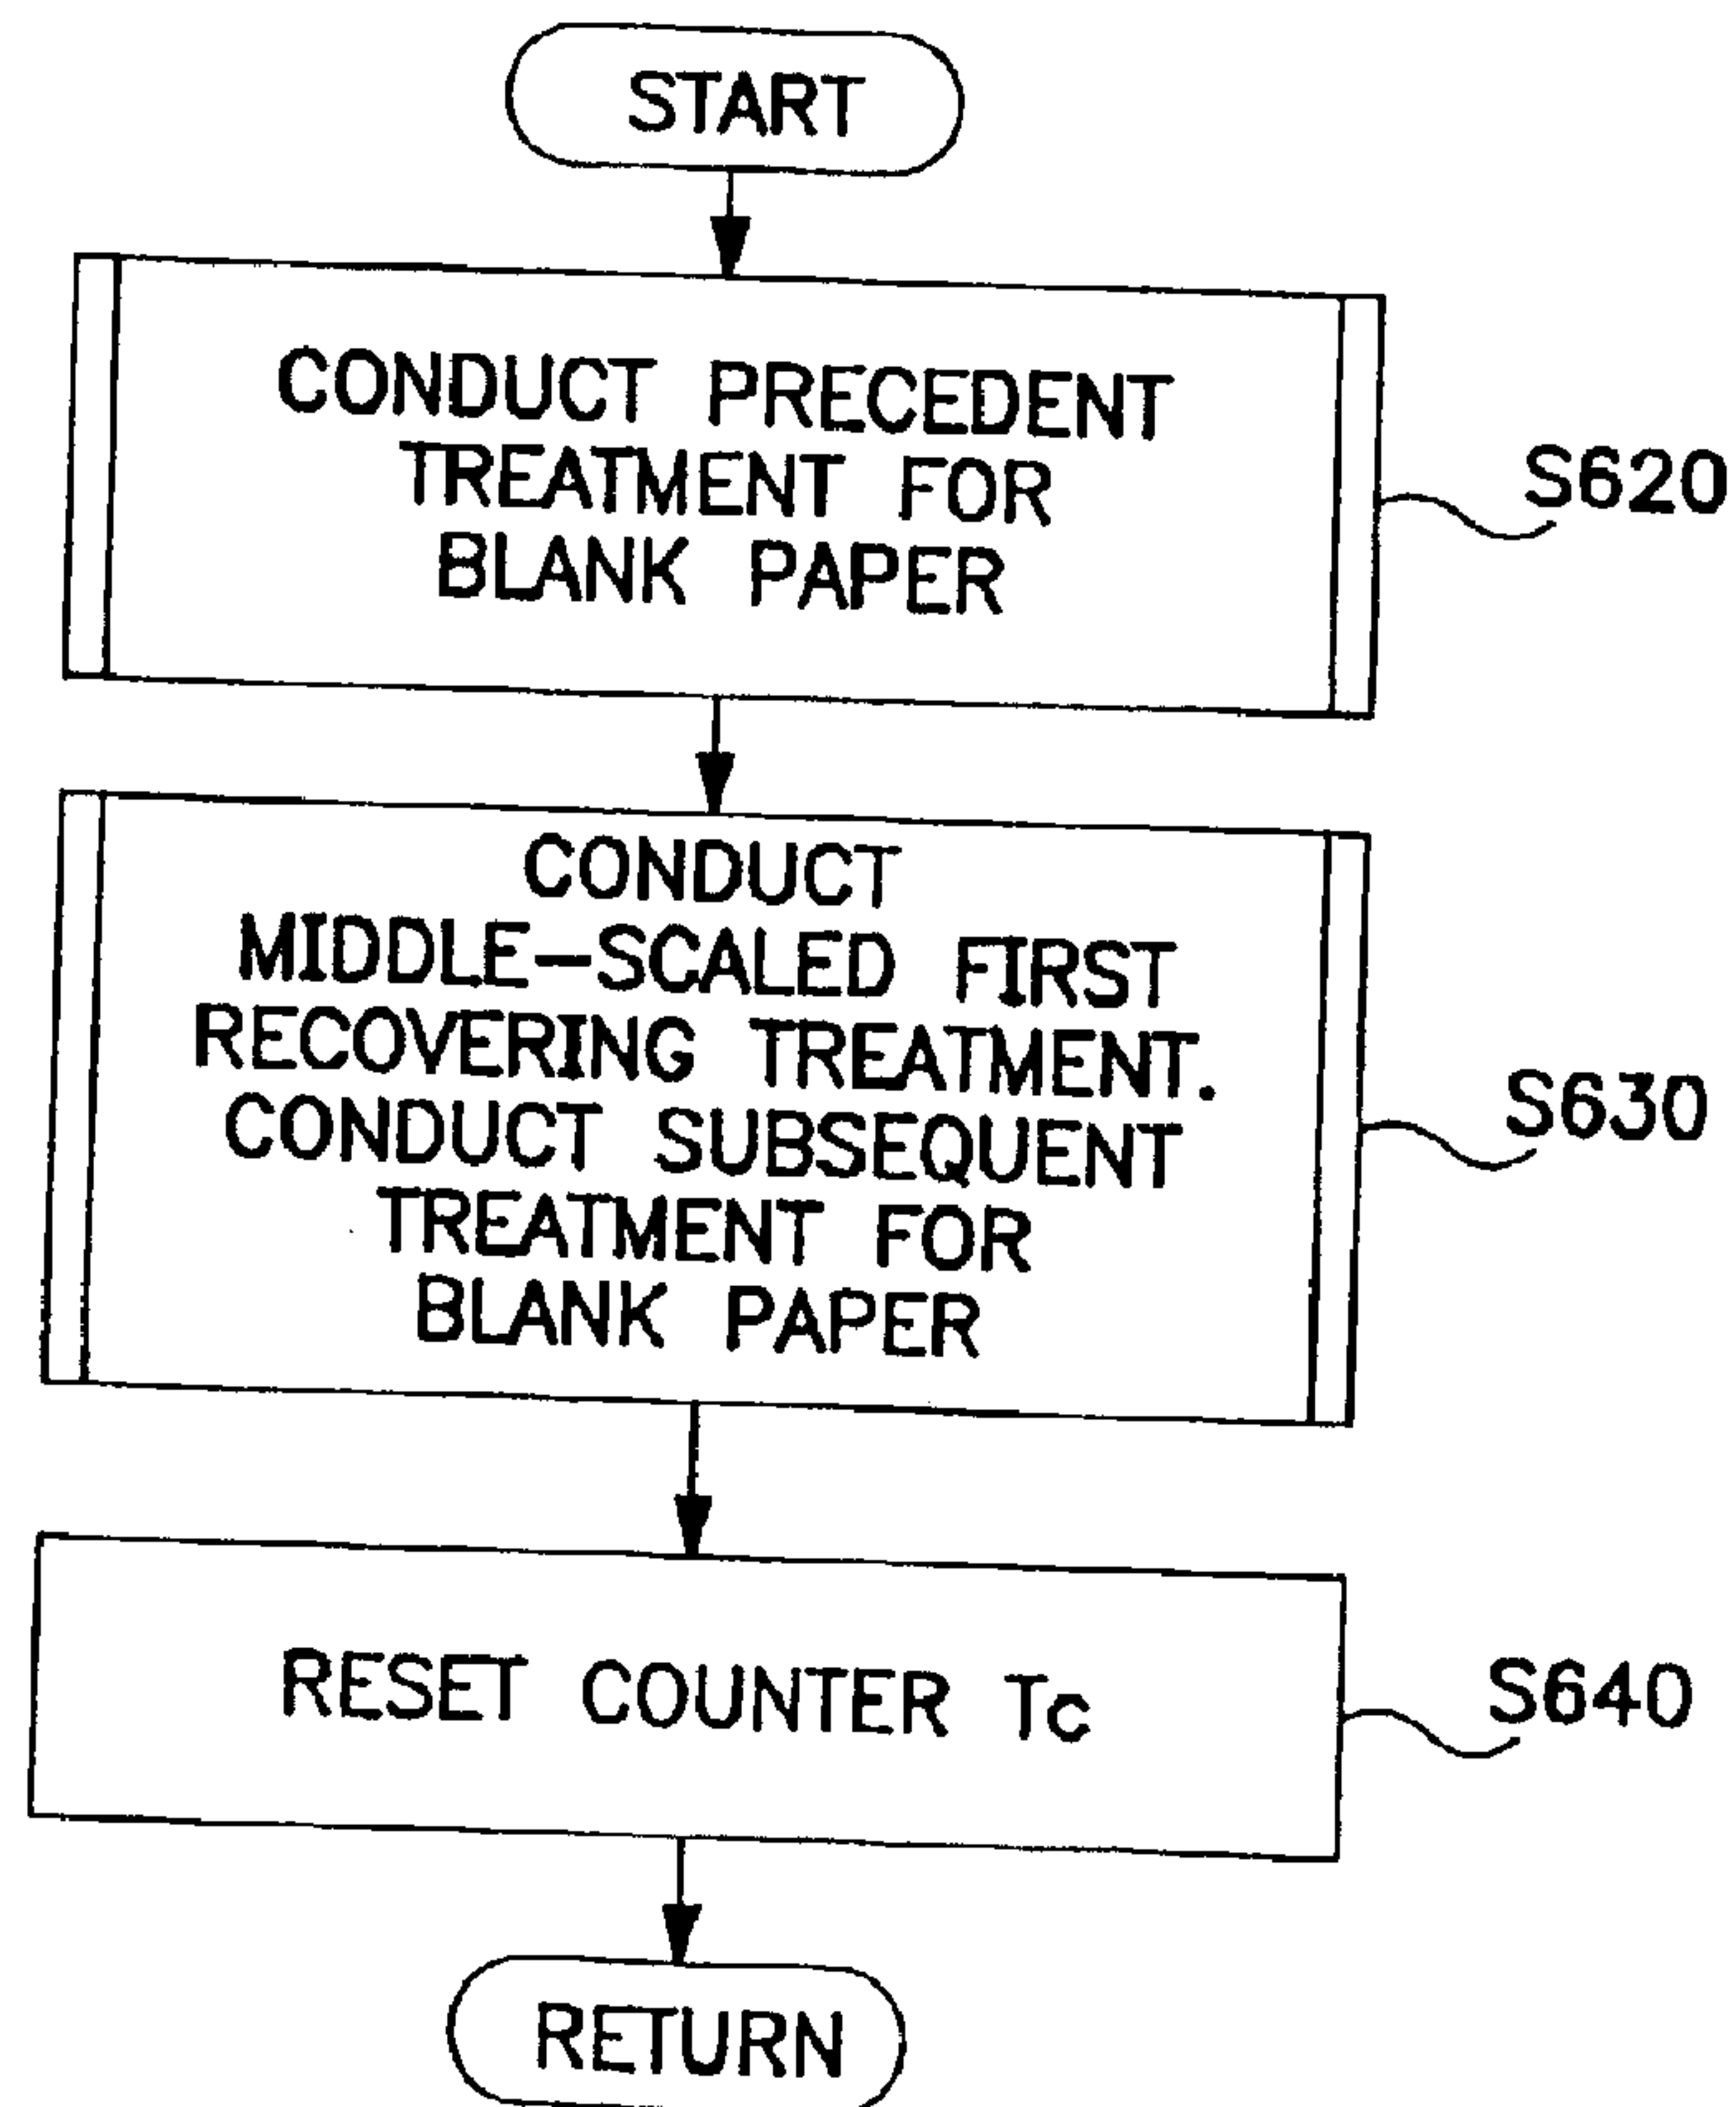 START
CONDUCT PRECEDENT
TREATMENT FOR
BLANK PAPER
S620
CONDUCT
MIDDLE-SCALED FIRST
RECOVERING TREATMENT.
CONDUCT SUBSEQUENT
TREATMENT FOR
BLANK PAPER
S630
RESET COUNTER Tc
S640
RETURN